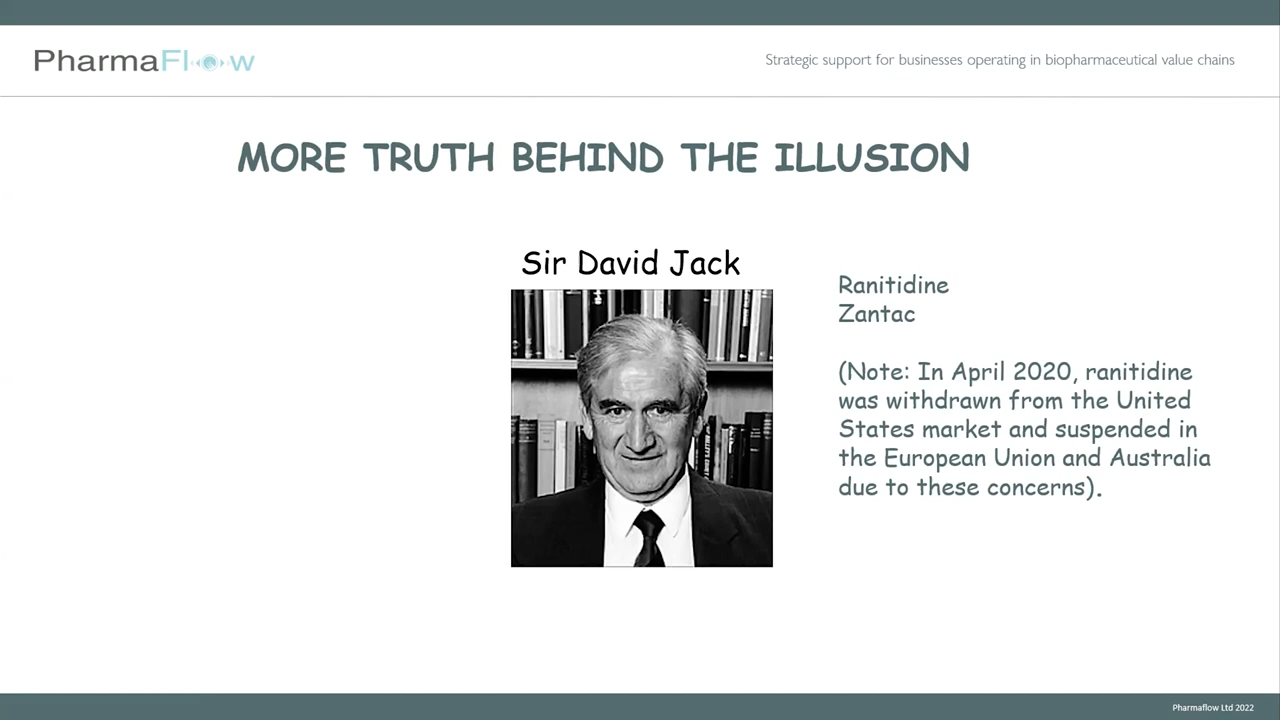 PharmaFlow
Strategic support for businesses operating in biopharmaceutical value chains
MORE TRUTH BEHIND THE ILLUSION
Sir David Jack
Ranitidine
Zantac
(Note: In April 2020, ranitidine
was withdrawn from the United
States market and suspended in
the European Union and Australia
due to these concerns).
Pharmaflow Ltd 2022